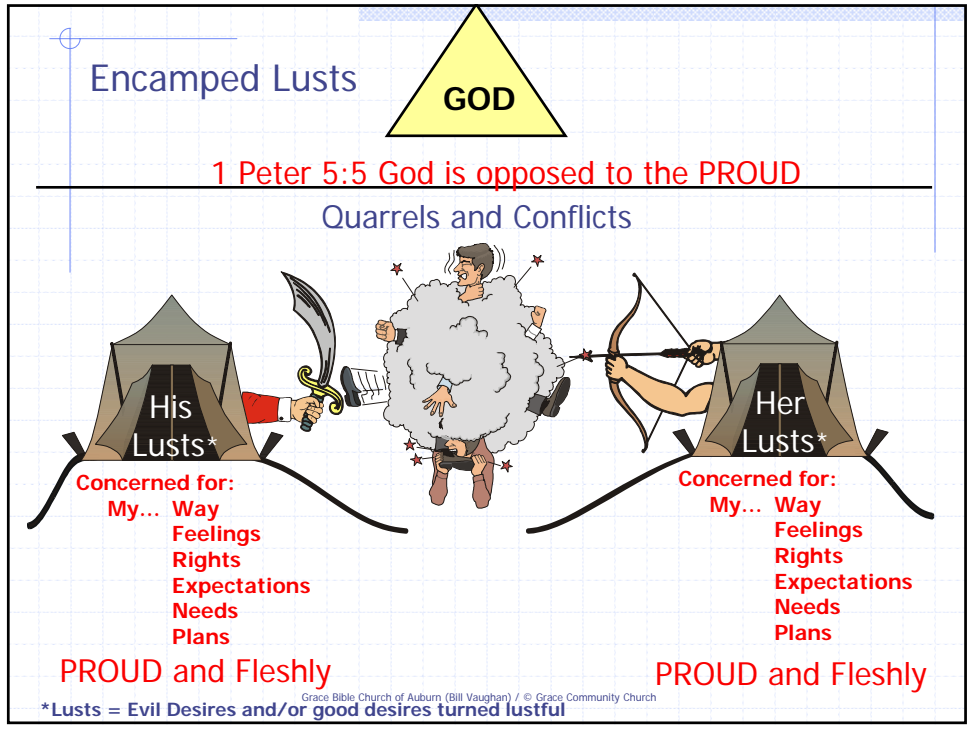 Encamped Lusts
GOD
1 Peter 5:5 God is opposed to the PROUD
Quarrels and Conflicts
His
Lusts*
Concerned for:
My... Way
Feelings
Rights
Expectations
Needs
Plans
PROUD and Fleshly
Her
Lusts*
Concerned for:
My... Way
Feelings
Rights
Expectations
Needs
Plans
PROUD and Fleshly
Grace Bible Church of Auburn (Bill Vaughan) / © Grace Community Church
*Lusts = Evil Desires and/or good desires turned lustful